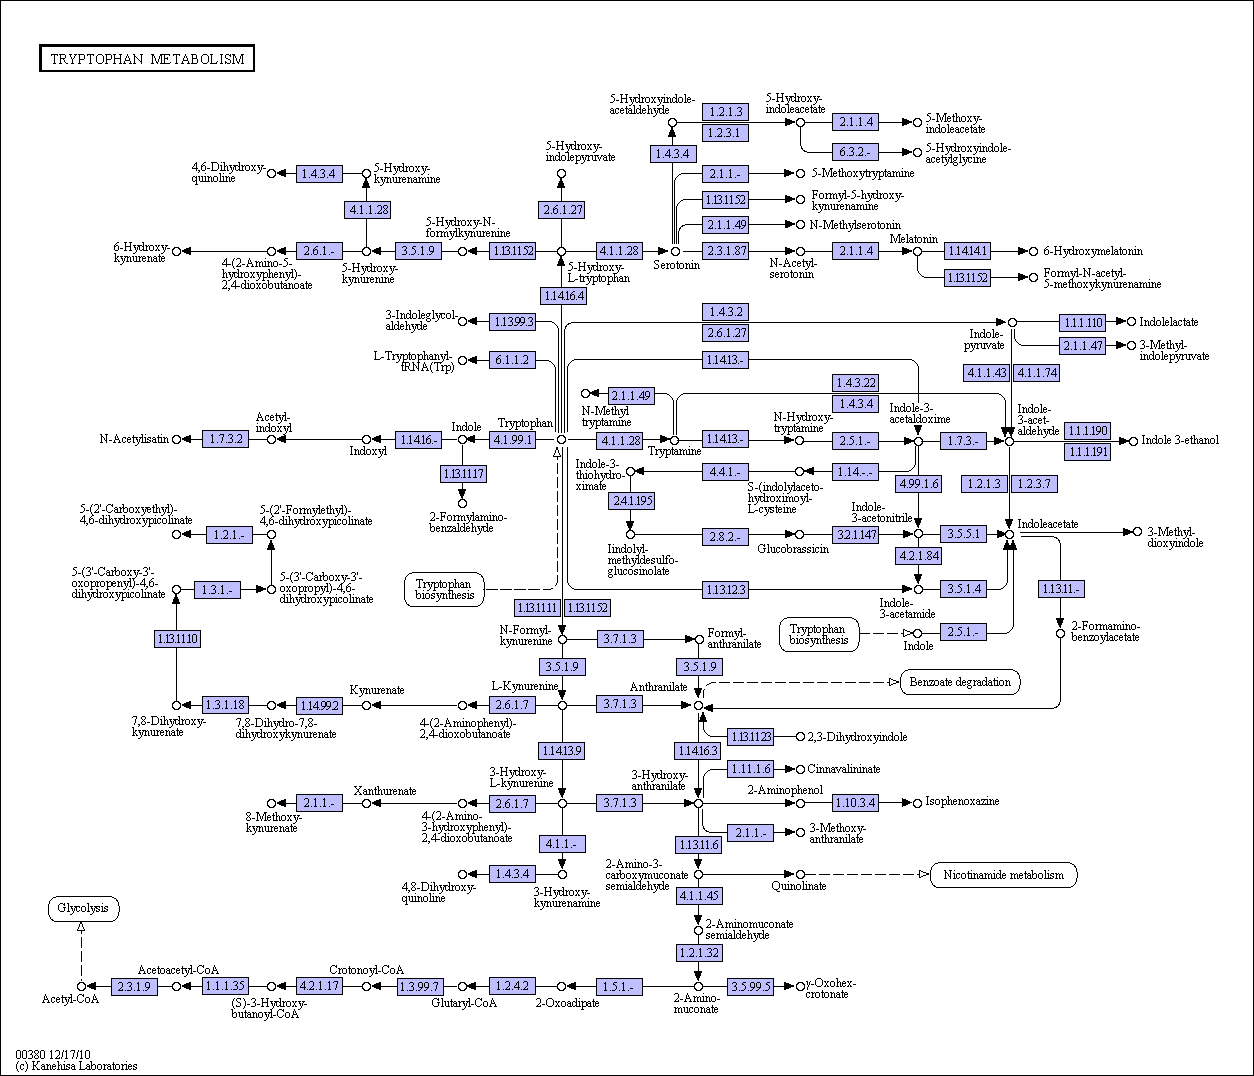 TRYPTOPHAN METABOLISM
5-Hydroxyindole-
acetaldehyde
1.2.1.3
1.2.3.1
5-Hydroxy-
indoleacetate
2.1.1.4
5-Methoxy-
indoleacetate
6.3.2.-
5-Hydroxyindole-
acetylglycine
1.4.3.4
4,6-Dihydroxy-
quinoline
1.4.3.4
5-Hydroxy-
kynurenamine
5-Hydroxy-
indolepyruvate
2.1.1.-
5-Methoxytryptamine
4.1.1.28
2.6.1.27
1.13.11.52
Formyl-5-hydroxy-
kynurenamine
2.1.1.49
N-Methylserotonin
6-Hydroxy-
kynurenate
2.6.1.-
3.5.1.9
5-Hydroxy-N-
formylkynurenine
1.13.11.52
4.1.1.28
Serotonin
2.3.1.87
N-Acetyl-
serotonin
2.1.1.4
Melatonin
1.14.14.1
6-Hydroxymelatonin
4-(2-Amino-5-
hydroxyphenyl)-
2,4-dioxobutanoate
5-Hydroxy-
kynurenine
5-Hydroxy-
L-tryptophan
1.13.11.52
Formyl-N-acetyl-
5-methoxykynurenamine
1.14.16.4
3-Indoleglycol-
aldehyde
1.13.99.3
1.4.3.2
2.6.1.27
Indole-
pyruvate
1.1.1.110
Indolelactate
2.1.1.47
3-Methyl-
indolepyruvate
L-Tryptophanyl-
tRNA(Trp)
6.1.1.2
1.14.13.-
4.1.1.43
4.1.1.74
2.1.1.49
N-Methyl
tryptamine
1.4.3.22
1.4.3.4
N-Acetylisatin
1.7.3.2
Acetyl-
indoxyl
Indoxyl
1.14.16.-
Indole
4.1.99.1
Tryptophan
4.1.1.28
Tryptamine
1.14.13.-
N-Hydroxy-
tryptamine
2.5.1.-
Indole-3-
acetaldoxime
1.7.3.-
Indole-
3-acet-
aldehyde
1.1.1.190
1.1.1.191
Indole 3-ethanol
1.13.11.17
2-Formylamino-
benzaldehyde
Indole-3-
thiohydro-
ximate
4.4.1.-
S-(indolylaceto-
hydroximoyl-
L-cysteine
1.14.-.-
4.99.1.6
1.2.1.3
1.2.3.7
2.4.1.195
5-(2'-Carboxyethyl)-
4,6-dihydroxypicolinate
1.2.1.-
5-(2'-Formylethyl)-
4,6-dihydroxypicolinate
Iindolyl-
methyldesulfo-
glucosinolate
2.8.2.-
Glucobrassicin
3.2.1.147
Indole-
3-acetonitrile
3.5.5.1
Indoleacetate
3-Methyl-
dioxyindole
4.2.1.84
5-(3'-Carboxy-3'-
oxopropenyl)-4,6-
dihydroxypicolinate
1.3.1.-
5-(3'-Carboxy-3'-
oxopropyl)-4,6-
dihydroxypicolinate
Tryptophan
biosynthesis
1.13.12.3
Indole-
3-acetamide
3.5.1.4
1.13.11.-
1.13.11.11
1.13.11.52
1.13.11.10
N-Formyl-
kynurenine
3.7.1.3
Formyl-
anthranilate
Tryptophan
biosynthesis
Indole
2.5.1.-
2-Formamino-
benzoylacetate
3.5.1.9
3.5.1.9
Benzoate degradation
1.3.1.18
7,8-Dihydroxy-
kynurenate
1.14.99.2
7,8-Dihydro-7,8-
dihydroxykynurenate
Kynurenate
4-(2-Aminophenyl)-
2,4-dioxobutanoate
2.6.1.7
L-Kynurenine
3.7.1.3
Anthranilate
1.14.13.9
1.14.16.3
1.13.11.23
2,3-Dihydroxyindole
1.11.1.6
Cinnavalininate
8-Methoxy-
kynurenate
2.1.1.-
Xanthurenate
4-(2-Amino-
3-hydroxyphenyl)-
2,4-dioxobutanoate
2.6.1.7
3-Hydroxy-
L-kynurenine
3.7.1.3
3-Hydroxy-
anthranilate
2-Aminophenol
1.10.3.4
Isophenoxazine
2.1.1.-
3-Methoxy-
anthranilate
4.1.1.-
1.13.11.6
4,8-Dihydroxy-
quinoline
1.4.3.4
3-Hydroxy-
kynurenamine
2-Amino-3-
carboxymuconate
semialdehyde
Quinolinate
Nicotinamide metabolism
4.1.1.45
Glycolysis
2-Aminomuconate
semialdehyde
1.2.1.32
Acetyl-CoA
2.3.1.9
Acetoacetyl-CoA
1.1.1.35
(S)-3-Hydroxy-
butanoyl-CoA
4.2.1.17
Crotonoyl-CoA
1.3.99.7
Glutaryl-CoA
1.2.4.2
2-Oxoadipate
1.5.1.-
2-Amino-
muconate
3.5.99.5
γ-Oxohex-
crotonate
00380 12/17/10
(c) Kanehisa Laboratories